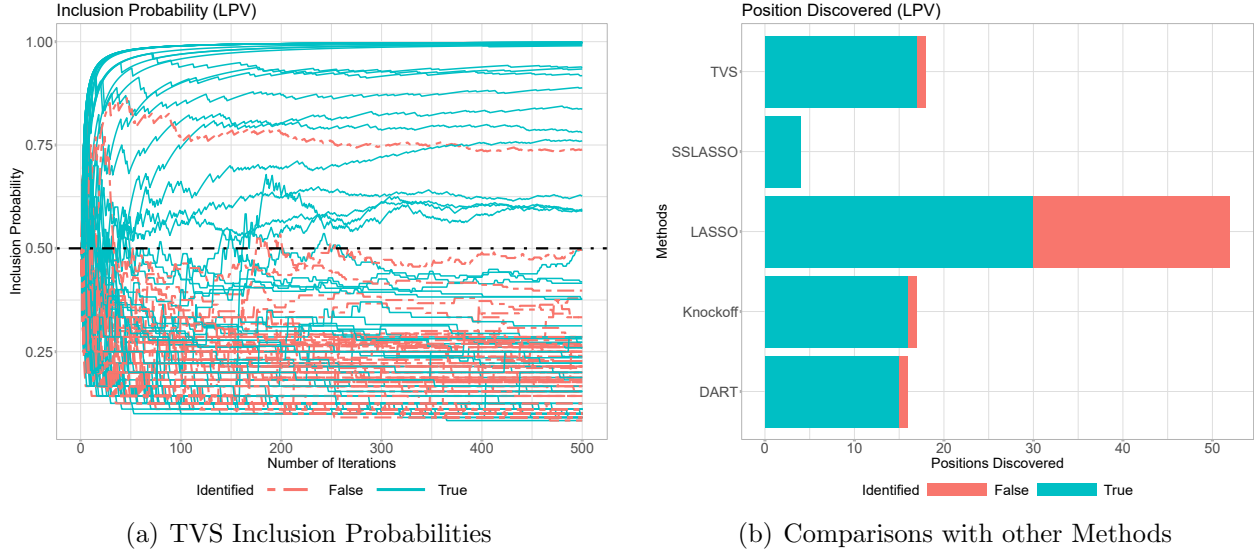 Inclusion Probability (LPV)
Inclusion Probability
1.00
0.75
0.50
0.25
0
100
200
300
400
500
Number of Iterations
Identified False True
(a) TVS Inclusion Probabilities
Position Discovered (LPV)
Methods
TVS
SSLASSO
LASSO
Knockoff
DART
0
10
20
30
40
50
Positions Discovered
Identified False True
(b) Comparisons with other Methods